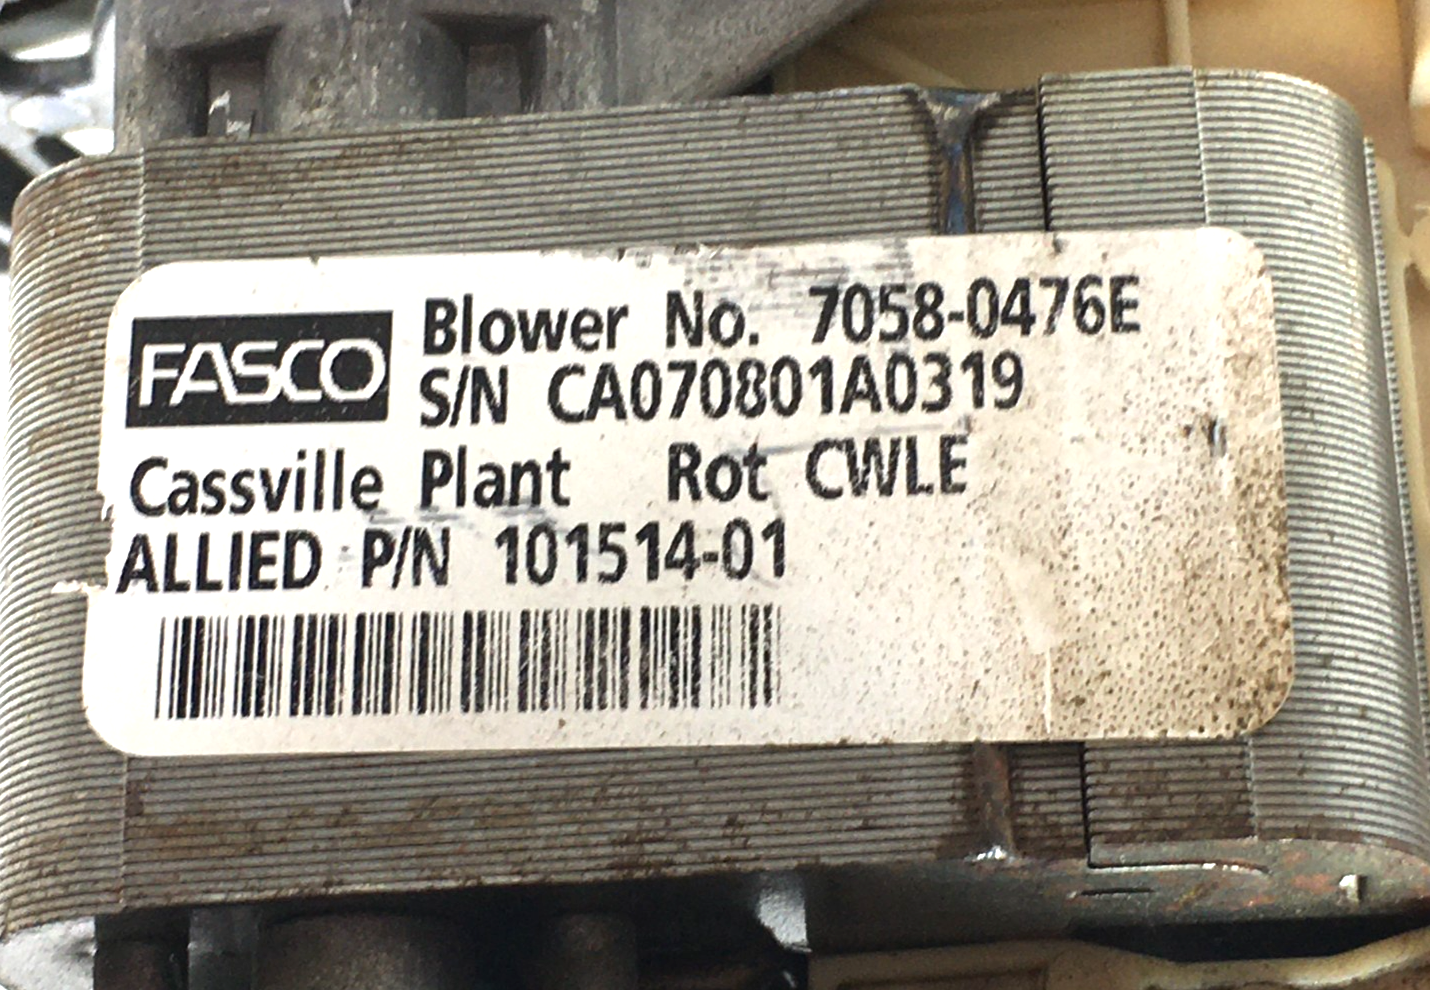 FASCO
Blower No. 7058-0476E
S/N CA070801A0319
Cassville Plant Rot CWLE
ALLIED P/N 101514-01